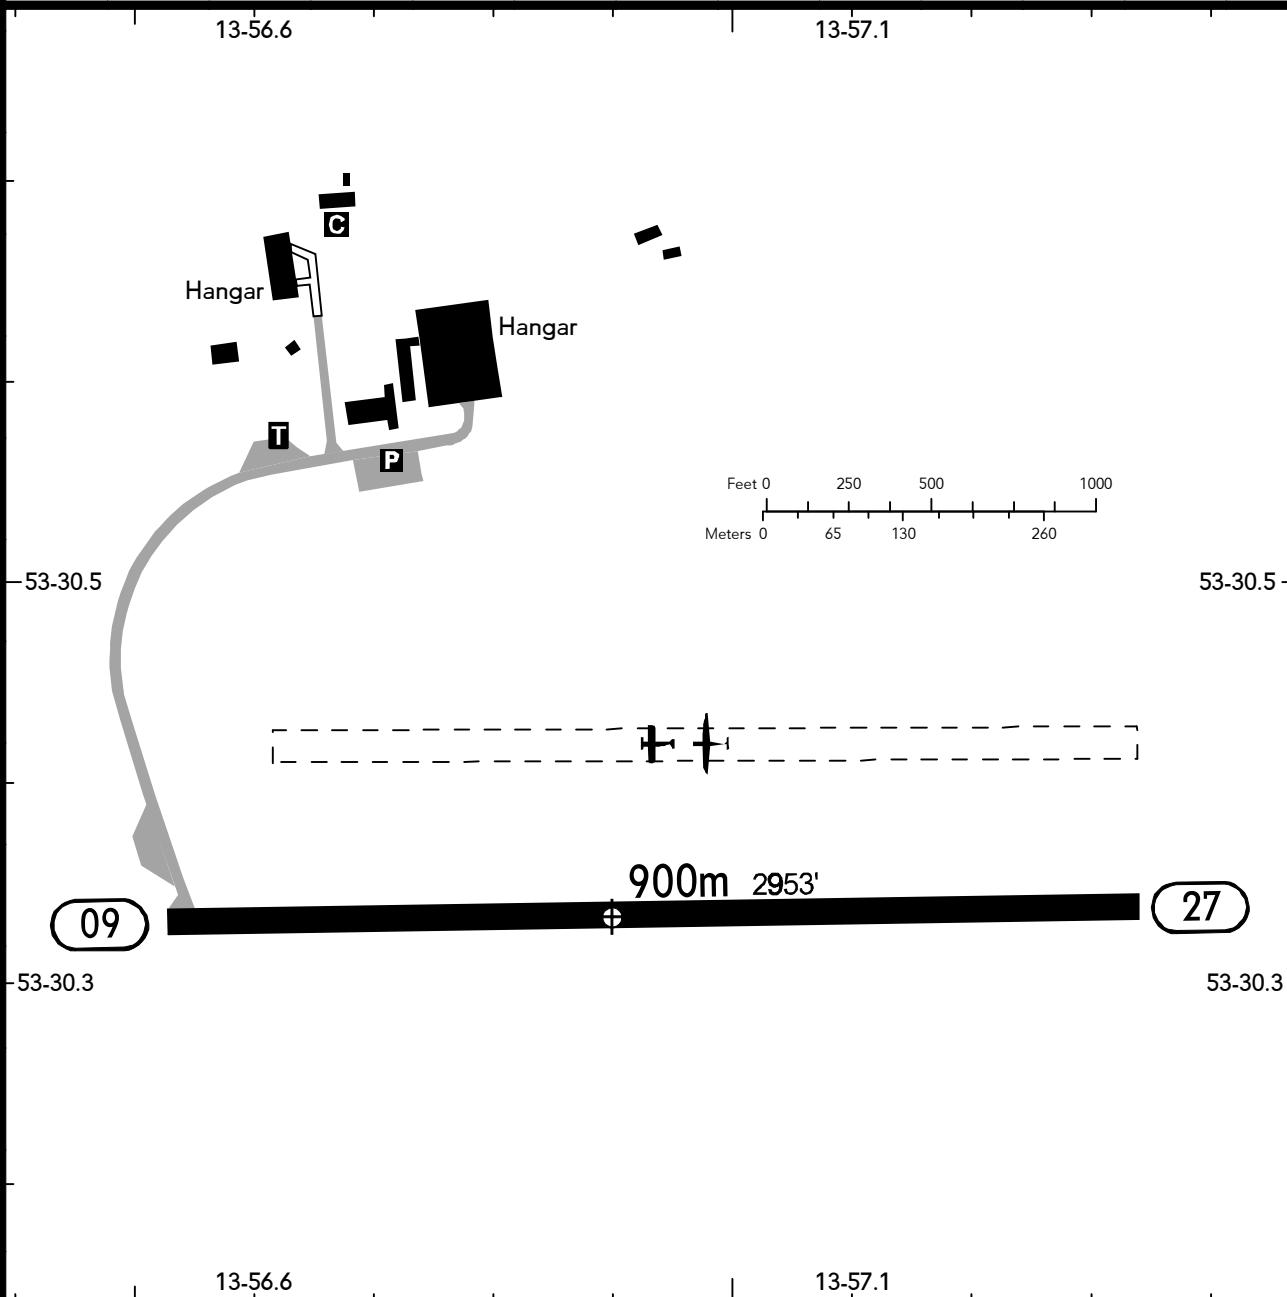 13-56.6 13-57.1
C
Hangar
Hangar
T
P
Feet 0 250 500 1000
Meters 0 65 130 260
53-30.5 53-30.5
900m 2953'
09 27
53-30.3 53-30.3
13-56.6 13-57.1